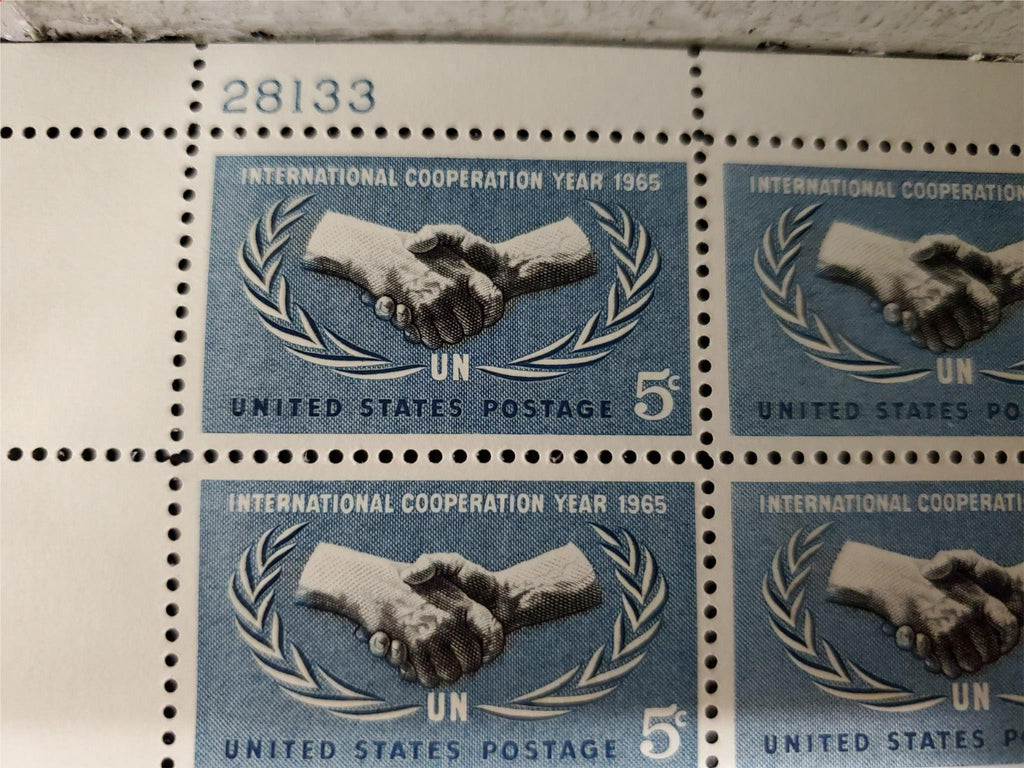 28133
INTERNATIONAL COOPERATION YEAR 1965
UN
5c
UNITED STATES POSTAGE
INTERNATIONAL COOPERATION
UN
UNITED STATES PO
INTERNATIONAL COOPERATION YEAR 1965
UN
5c
UNITED STATES POSTAGE
INTERNATIONAL COOPERATI
UN
UNITED STATES P